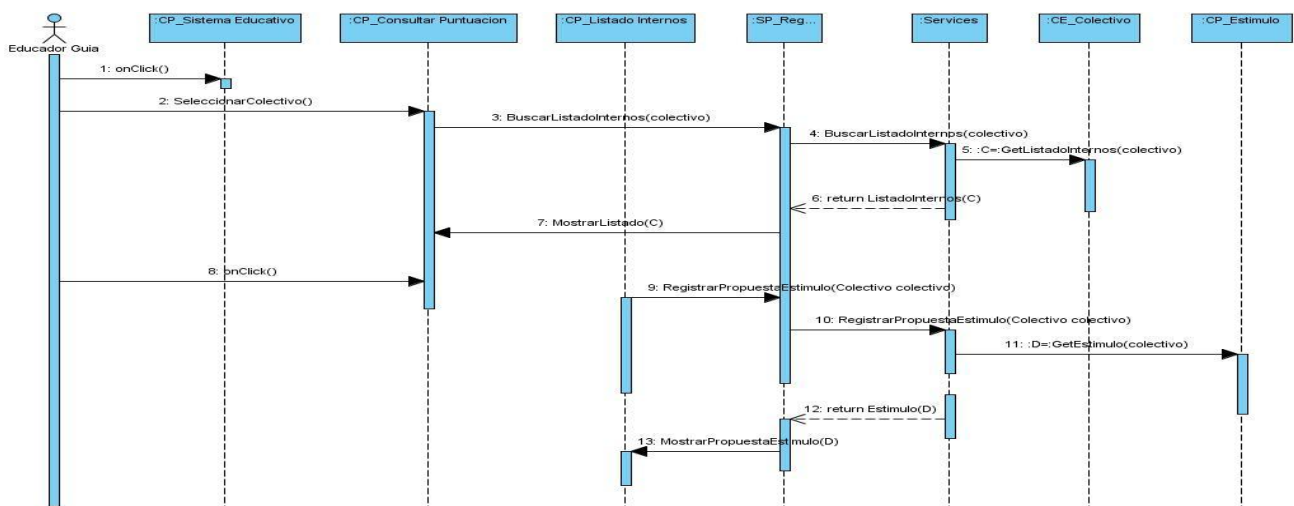 :CP_Sistema Educativo
:CP_Consultar Puntuacion
:CP_Listado Internos
:SP_Reg...
:Services
:CE_Colectivo
:CP_Estimulo
Educador Guia
1: onClick()
2: SeleccionarColectivo()
3: BuscarListadoInternos(colectivo)
4: BuscarListadoInternos(colectivo)
5: :C=:GetListadoInternos(colectivo)
6: return ListadoInternos(C)
7: MostrarListado(C)
8: onClick()
9: RegistrarPropuestaEstimulo(Colectivo colectivo)
10: RegistrarPropuestaEstimulo(Colectivo colectivo)
11: :D=:GetEstimulo(colectivo)
12: return Estimulo(D)
13: MostrarPropuestaEstimulo(D)